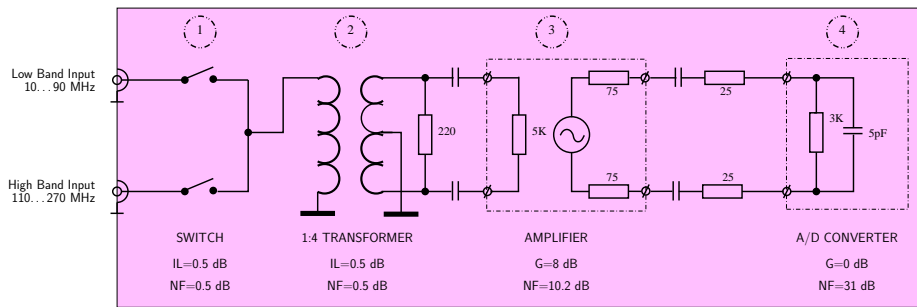 1
2
3
4
Low Band Input
10...90 MHz
High Band Input
110...270 MHz
220
5K
75
75
25
25
3K
5pF
SWITCH
IL=0.5 dB
NF=0.5 dB
1:4 TRANSFORMER
IL=0.5 dB
NF=0.5 dB
AMPLIFIER
G=8 dB
NF=10.2 dB
A/D CONVERTER
G=0 dB
NF=31 dB